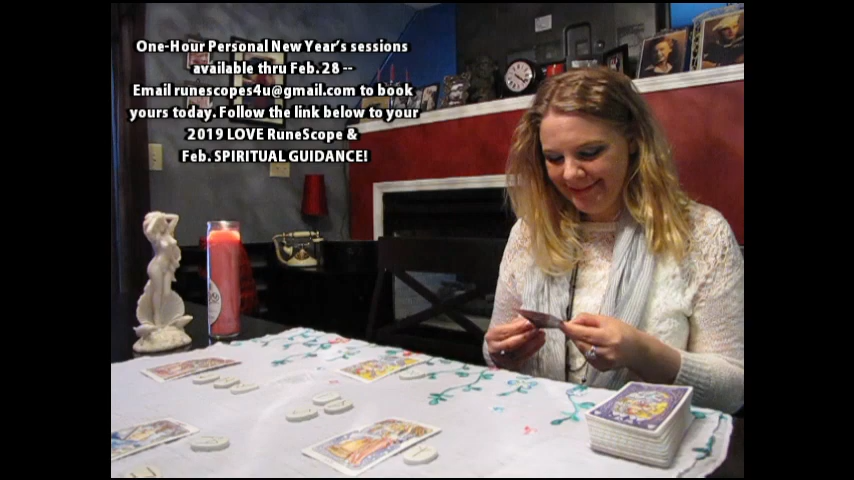 One-Hour Personal New Year's sessions
available thru Feb. 28 --
Email runescopes4u@gmail.com to book
yours today. Follow the link below to your
2019 LOVE RuneScope &
Feb. SPIRITUAL GUIDANCE!